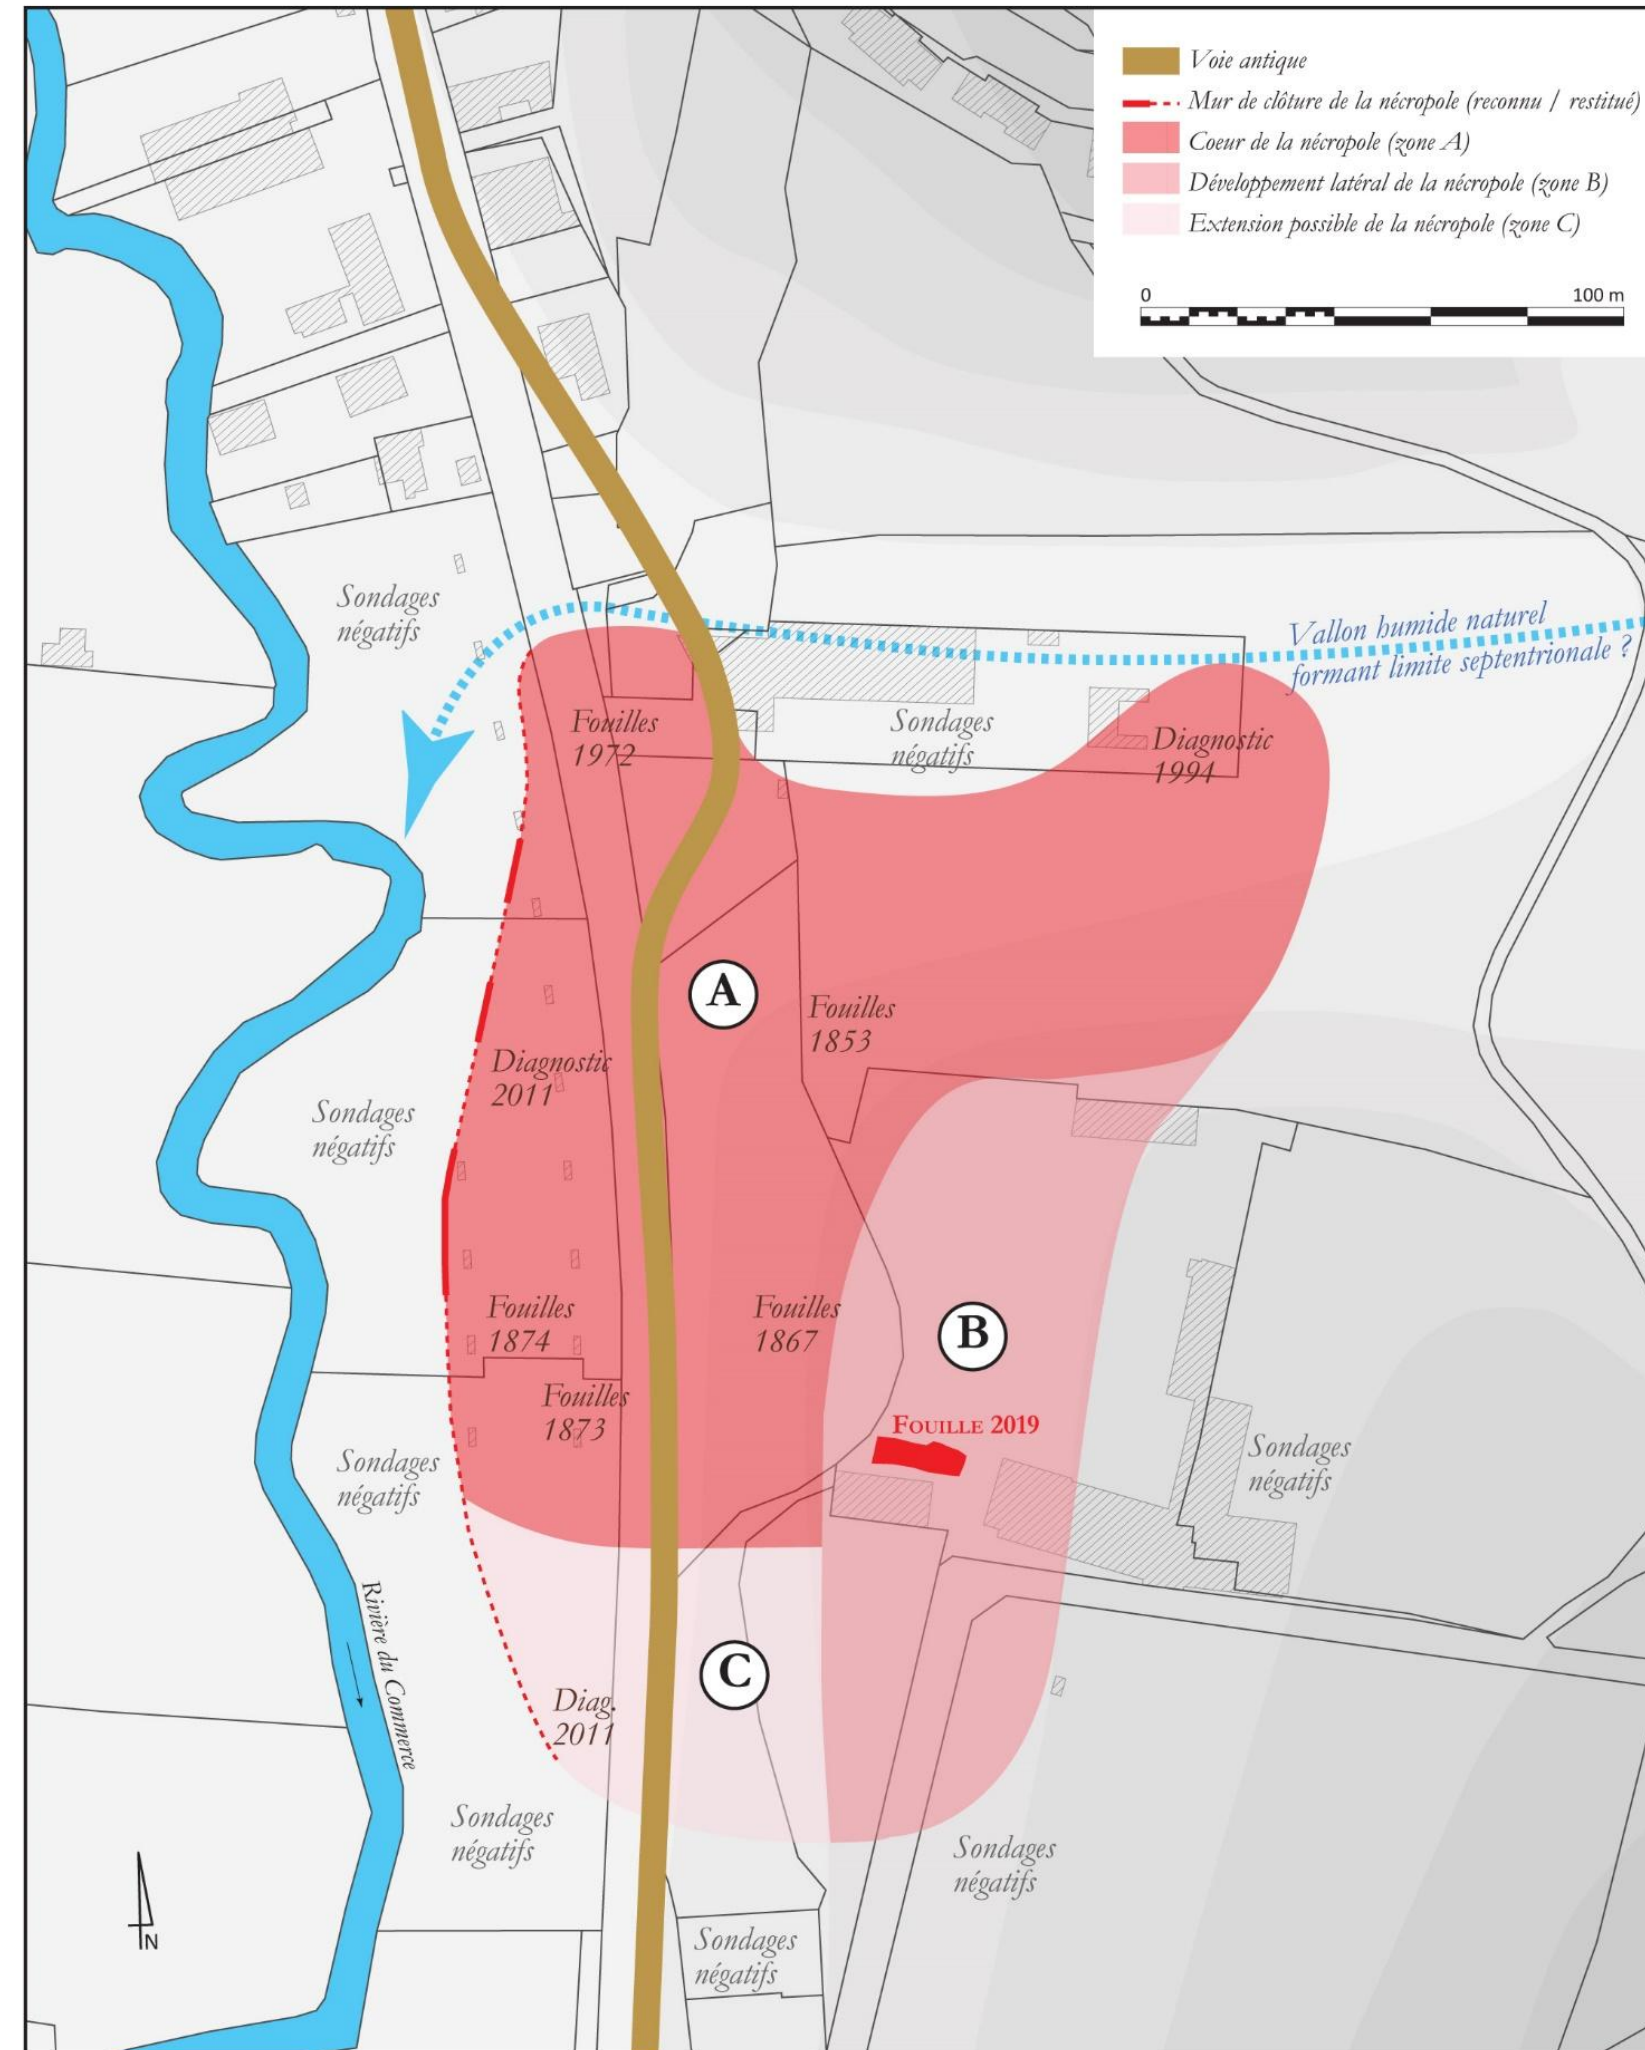 Voie antique
Mur de clôture de la nécropole (reconnu / restitué)
Coeur de la nécropole (zone A)
Développement latéral de la nécropole (zone B)
Extension possible de la nécropole (zone C)
0 100 m
Sondages
négatifs
Vallon humide naturel
formant limite septentrionale ?
Fouilles
1972
Sondages
négatifs
Diagnostic
1994
A
Fouilles
1853
Diagnostic
2011
Sondages
négatifs
Fouilles
1874
Fouilles
1867
B
Fouilles
1873
FOUILLE 2019
Sondages
négatifs
Sondages
négatifs
Rivière du Commerce
C
Diag.
2011
Sondages
négatifs
Sondages
négatifs
N
Sondages
négatifs